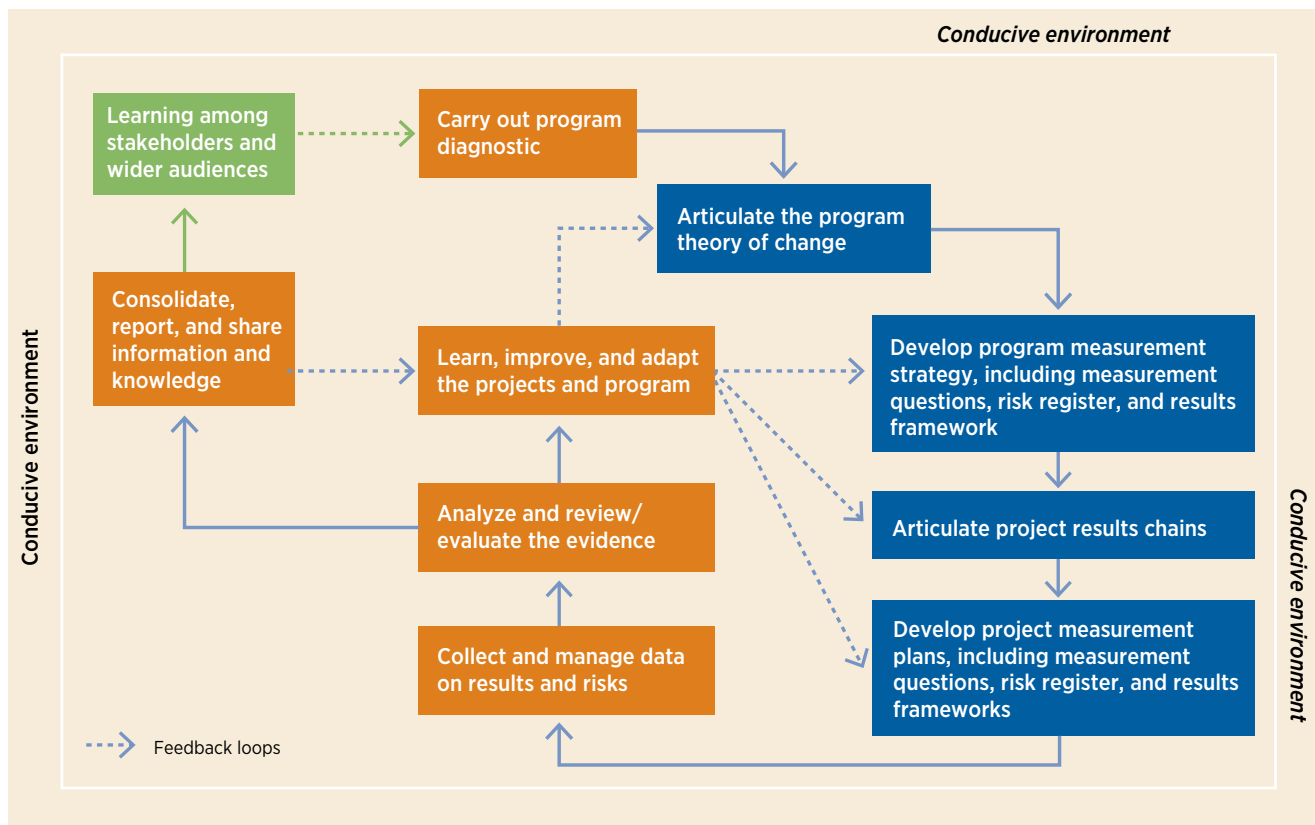 Conducive environment
Learning among
stakeholders and
wider audiences
Carry out program
diagnostic
Articulate the program
theory of change
Consolidate,
report, and share
information and
knowledge
Learn, improve, and adapt
the projects and program
Develop program measurement
strategy, including measurement
questions, risk register, and results
framework
Conducive environment
Analyze and review/
evaluate the evidence
Articulate project results chains
Conducive environment
Collect and manage data
on results and risks
Develop project measurement
plans, including measurement
questions, risk register, and results
frameworks
Feedback loops